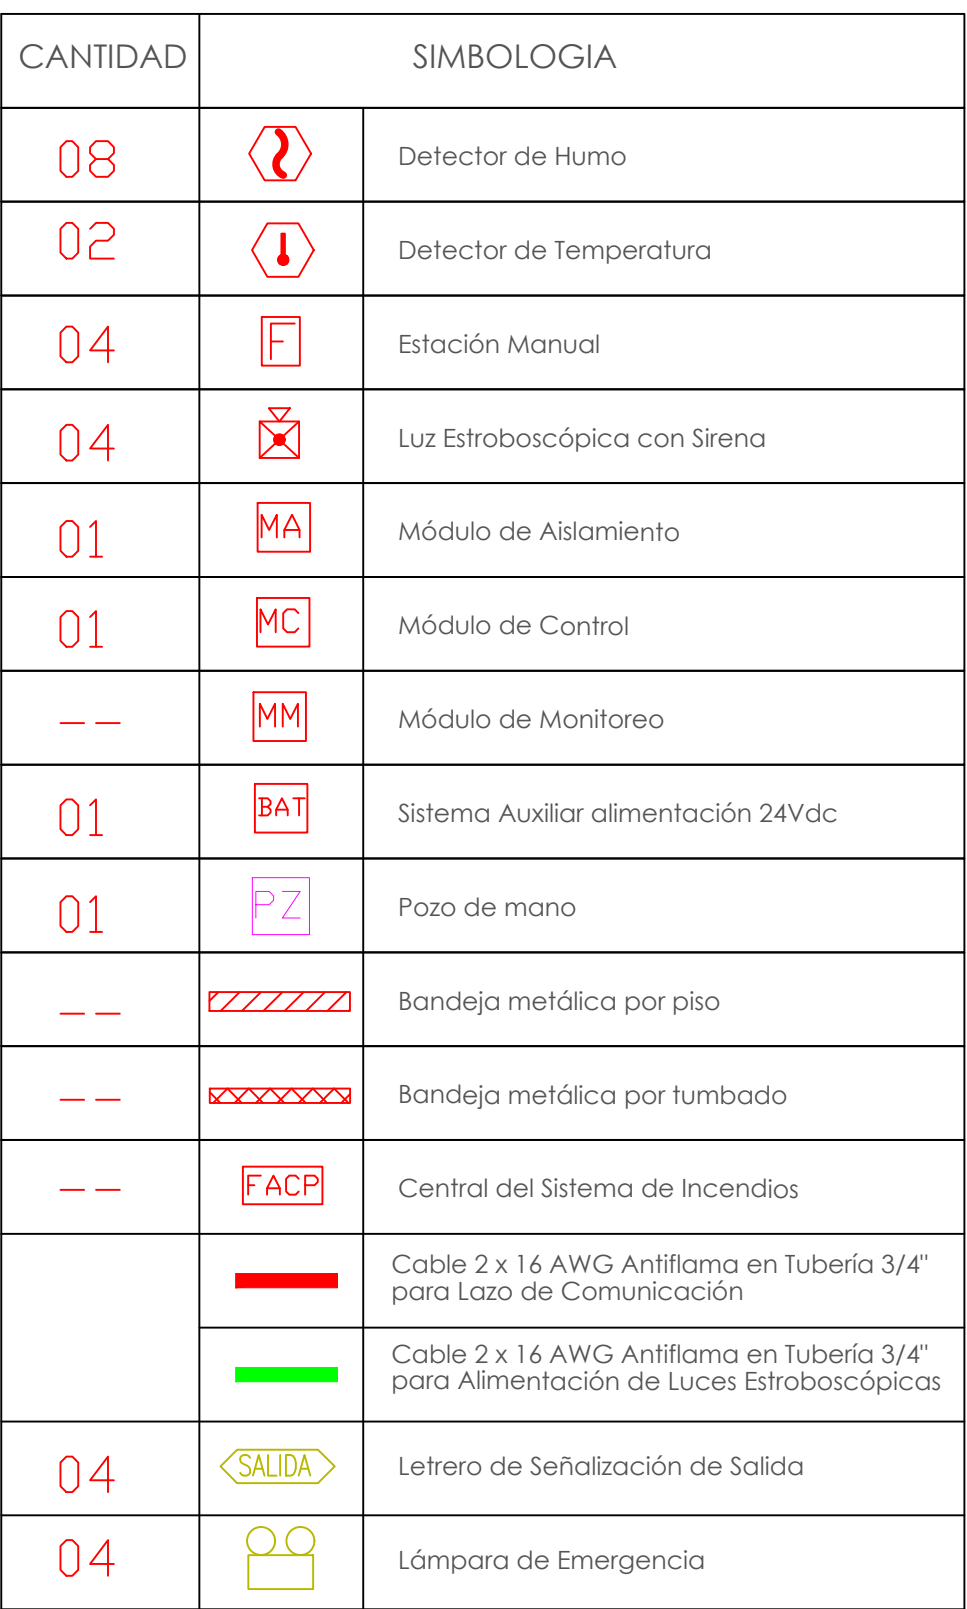 CANTIDAD SIMBOLOGIA
08 Detector de Humo
02 Detector de Temperatura
04 F Estación Manual
04 Luz Estroboscópica con Sirena
01 MA Módulo de Aislamiento
01 MC Módulo de Control
-- MM Módulo de Monitoreo
01 BAT Sistema Auxiliar alimentación 24Vdc
01 PZ Pozo de mano
-- Bandeja metálica por piso
-- Bandeja metálica por tumbado
-- FACP Central del Sistema de Incendios
Cable 2 x 16 AWG Antiflama en Tubería 3/4"
para Lazo de Comunicación
Cable 2 x 16 AWG Antiflama en Tubería 3/4"
para Alimentación de Luces Estroboscópicas
04 SALIDA Letrero de Señalización de Salida
04 Lámpara de Emergencia